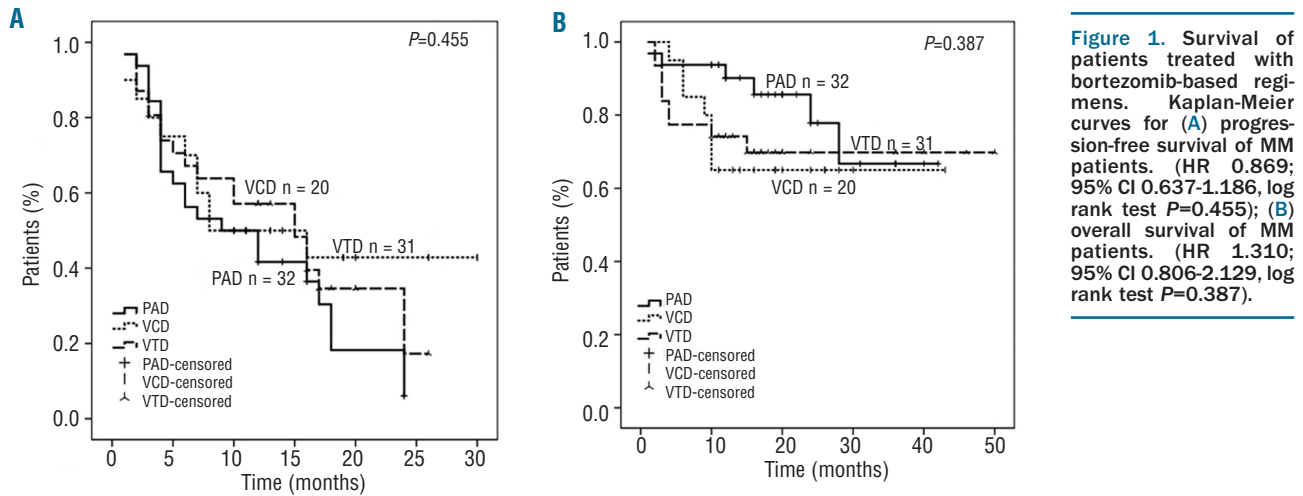 A
P=0.455
1.0
0.8
0.6
0.4
0.2
0.0
Patients (%)
VCD n = 20
VTD n = 31
PAD n = 32
PAD
VCD
VTD
PAD-censored
VCD-censored
VTD-censored
0 5 10 15 20 25 30
Time (months)
B
P=0.387
1.0
0.8
0.6
0.4
0.2
0.0
Patients (%)
PAD n = 32
VTD n = 31
VCD n = 20
PAD
VCD
VTD
PAD-censored
VCD-censored
VTD-censored
0 10 20 30 40 50
Time (months)
Figure 1. Survival of
patients treated with
bortezomib-based regi-
mens. Kaplan-Meier
curves for (A) progres-
sion-free survival of MM
patients. (HR 0.869;
95% CI 0.637-1.186, log
rank test P=0.455); (B)
overall survival of MM
patients. (HR 1.310;
95% CI 0.806-2.129, log
rank test P=0.387).